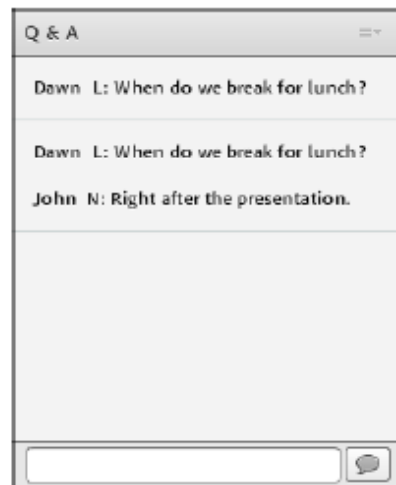 Q & A
Dawn L: When do we break for lunch?
Dawn L: When do we break for lunch?
John N: Right after the presentation.